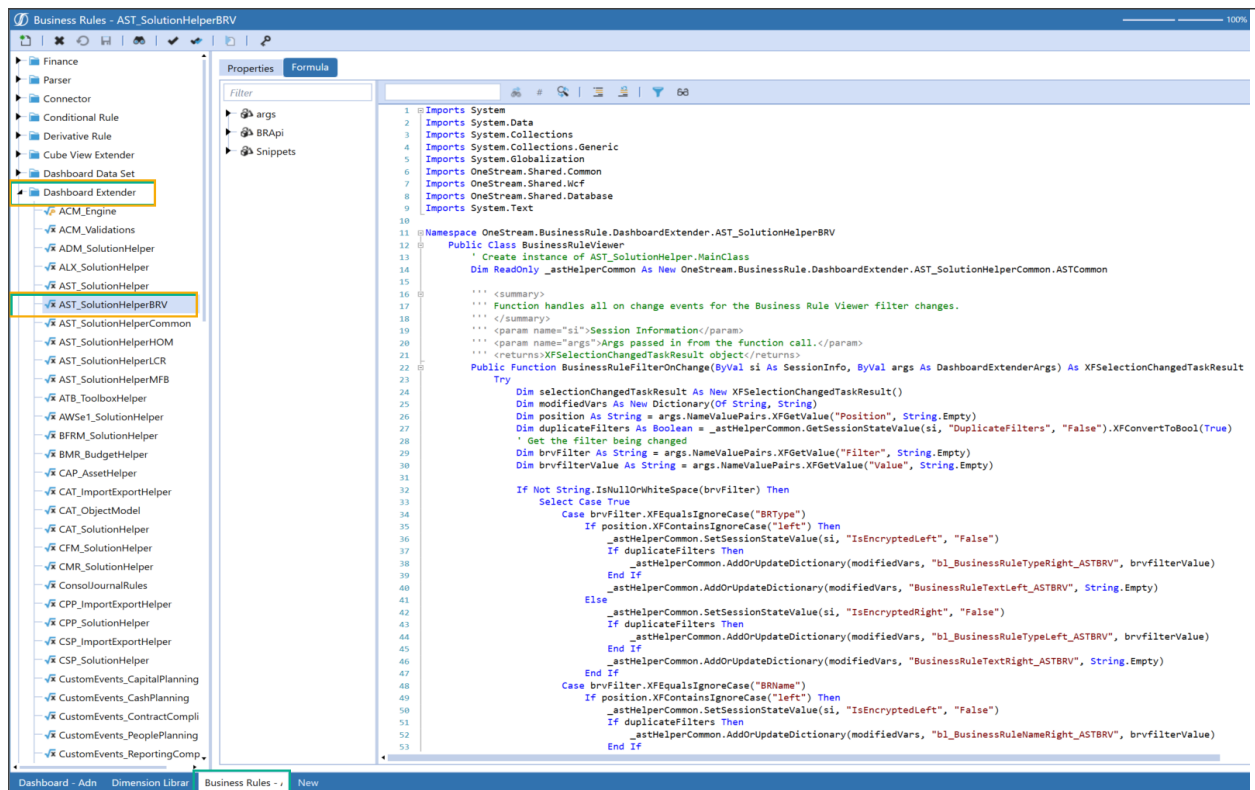 Business Rules - AST_SolutionHelperBRV
100%
Finance
Parser
Connector
Conditional Rule
Derivative Rule
Cube View Extender
Dashboard Data Set
Dashboard Extender
ACM_Engine
ACM_Validations
ADM_SolutionHelper
ALX_SolutionHelper
AST_SolutionHelper
AST_SolutionHelperBRV
AST_SolutionHelperCommon
AST_SolutionHelperHOM
AST_SolutionHelperLCR
AST_SolutionHelperMFB
ATB_ToolboxHelper
AWSe1_SolutionHelper
BFRM_SolutionHelper
BMR_BudgetHelper
CAP_AssetHelper
CAT_ImportExportHelper
CAT_ObjectModel
CAT_SolutionHelper
CFM_SolutionHelper
CMR_SolutionHelper
ConsolJournalRules
CPP_ImportExportHelper
CPP_SolutionHelper
CSP_ImportExportHelper
CSP_SolutionHelper
CustomEvents_CapitalPlanning
CustomEvents_CashPlanning
CustomEvents_ContractCompli
CustomEvents_PeoplePlanning
CustomEvents_ReportingComp
Properties Formula
Filter
args
BRApi
Snippets
#
1 Imports System
2 Imports System.Data
3 Imports System.Collections
4 Imports System.Collections.Generic
5 Imports System.Globalization
6 Imports OneStream.Shared.Common
7 Imports OneStream.Shared.Wcf
8 Imports OneStream.Shared.Database
9 Imports System.Text
10
11 Namespace OneStream.BusinessRule.DashboardExtender.AST_SolutionHelperBRV
12 Public Class BusinessRuleViewer
13 ' Create instance of AST_SolutionHelper.MainClass
14 Dim ReadOnly _astHelperCommon As New OneStream.BusinessRule.DashboardExtender.AST_SolutionHelperCommon.ASTCommon
15
16 ''' <summary>
17 ''' Function handles all on change events for the Business Rule Viewer filter changes.
18 ''' </summary>
19 ''' <param name="si">Session Information</param>
20 ''' <param name="args">Args passed in from the function call.</param>
21 ''' <returns>XFSelectionChangedTaskResult object</returns>
22 Public Function BusinessRuleFilterOnChange(ByVal si As SessionInfo, ByVal args As DashboardExtenderArgs) As XFSelectionChangedTaskResult
23 Try
24 Dim selectionChangedTaskResult As New XFSelectionChangedTaskResult()
25 Dim modifiedVars As New Dictionary(Of String, String)
26 Dim position As String = args.NameValuePairs.XFGetValue("Position", String.Empty)
27 Dim duplicateFilters As Boolean = _astHelperCommon.GetSessionStateValue(si, "DuplicateFilters", "False").XFConvertToBool(True)
28 ' Get the filter being changed
29 Dim brvFilter As String = args.NameValuePairs.XFGetValue("Filter", String.Empty)
30 Dim brvfilterValue As String = args.NameValuePairs.XFGetValue("Value", String.Empty)
31
32 If Not String.IsNullOrWhiteSpace(brvFilter) Then
33 Select Case True
34 Case brvFilter.XFEqualsIgnoreCase("BRType")
35 If position.XFContainsIgnoreCase("left") Then
36 _astHelperCommon.SetSessionStateValue(si, "IsEncryptedLeft", "False")
37 If duplicateFilters Then
38 _astHelperCommon.AddOrUpdateDictionary(modifiedVars, "bl_BusinessRuleTypeRight_ASTBRV", brvfilterValue)
39 End If
40 _astHelperCommon.AddOrUpdateDictionary(modifiedVars, "BusinessRuleTextLeft_ASTBRV", String.Empty)
41 Else
42 _astHelperCommon.SetSessionStateValue(si, "IsEncryptedRight", "False")
43 If duplicateFilters Then
44 _astHelperCommon.AddOrUpdateDictionary(modifiedVars, "bl_BusinessRuleTypeLeft_ASTBRV", brvfilterValue)
45 End If
46 _astHelperCommon.AddOrUpdateDictionary(modifiedVars, "BusinessRuleTextRight_ASTBRV", String.Empty)
47 End If
48 Case brvFilter.XFEqualsIgnoreCase("BRName")
49 If position.XFContainsIgnoreCase("left") Then
50 _astHelperCommon.SetSessionStateValue(si, "IsEncryptedLeft", "False")
51 If duplicateFilters Then
52 _astHelperCommon.AddOrUpdateDictionary(modifiedVars, "bl_BusinessRuleNameRight_ASTBRV", brvfilterValue)
53 End If
Dashboard - Adn Dimension Librar Business Rules - New